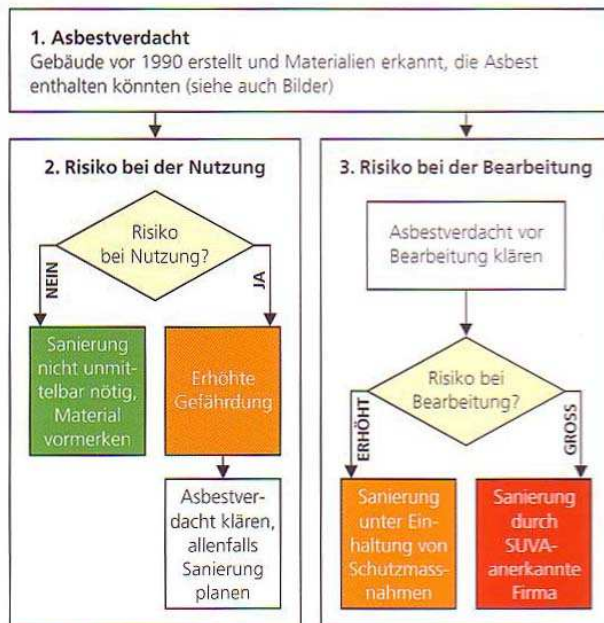 1. Asbestverdacht
Gebäude vor 1990 erstellt und Materialien erkannt, die Asbest
enthalten könnten (siehe auch Bilder)
2. Risiko bei der Nutzung
Risiko
bei Nutzung?
NEIN
JA
Sanierung
nicht unmit-
telbar nötig,
Material
vormerken
Erhöhte
Gefährdung
Asbestver-
dacht klären,
allenfalls
Sanierung
planen
3. Risiko bei der Bearbeitung
Asbestverdacht vor
Bearbeitung klären
Risiko bei
Bearbeitung?
ERHÖHT
GROSS
Sanierung
unter Ein-
haltung von
Schutzmass-
nahmen
Sanierung
durch
SUVA-
anerkannte
Firma